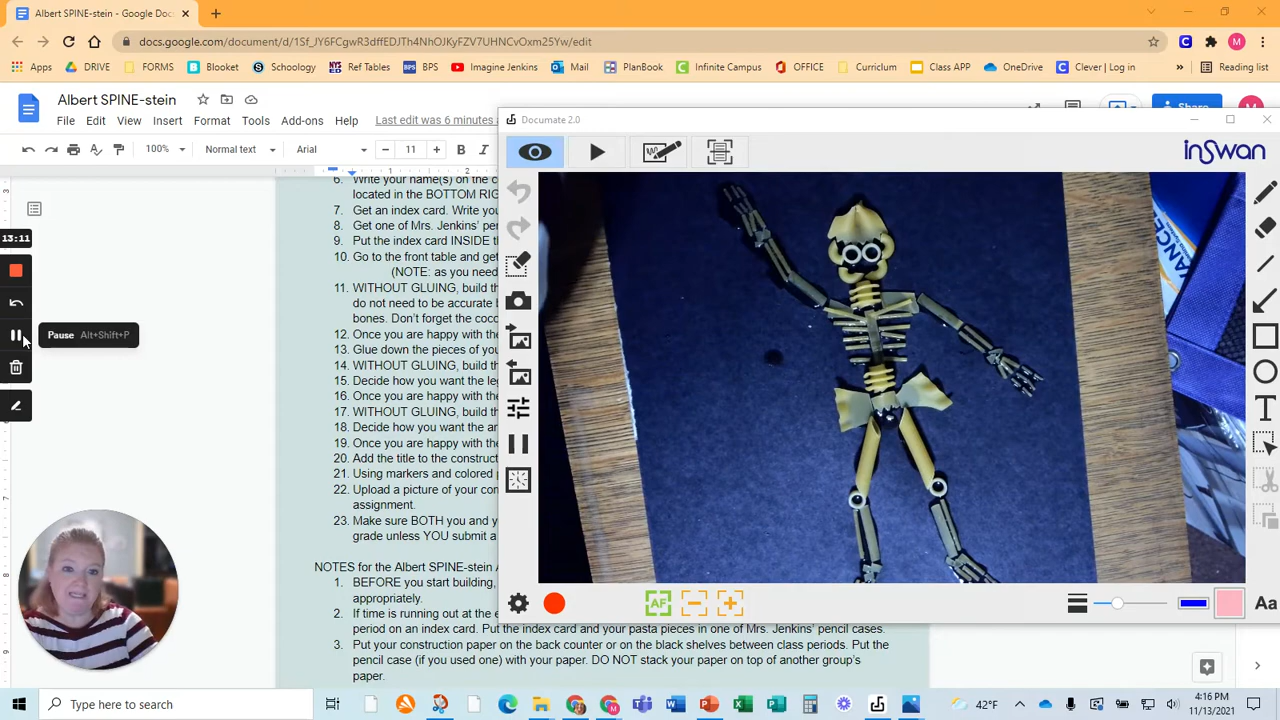 Albert SPINE-stein - Google Docs
docs.google.com/document/d/1Sf_JY6FCgwR3dffEDJTh4NhOJKyFZV7UHNCvOxm25Yw/edit
Apps DRIVE FORMS Blooket Schoology Ref Tables BPS Imagine Jenkins Mail PlanBook Infinite Campus OFFICE Curriculum Class APP OneDrive Clever | Log in » Reading list
Albert SPINE-stein
Share
File Edit View Insert Format Tools Add-ons Help Last edit was 6 minutes
100% Normal text Arial 11 B I
Documate 2.0
inSwan
6. Write your name(s) on the
located in the BOTTOM RIG
7. Get an index card. Write you
8. Get one of Mrs. Jenkins' pen
9. Put the index card INSIDE th
10. Go to the front table and get
(NOTE: as you need
11. WITHOUT GLUING, build th
do not need to be accurate b
bones. Don't forget the cocc
12. Once you are happy with the
13. Glue down the pieces of you
14. WITHOUT GLUING, build th
15. Decide how you want the leg
16. Once you are happy with the
17. WITHOUT GLUING, build th
18. Decide how you want the arm
19. Once you are happy with the
20. Add the title to the construct
21. Using markers and colored p
22. Upload a picture of your con
assignment.
23. Make sure BOTH you and y
grade unless YOU submit a
13:11
Pause Alt+Shift+P
AF
Aa
NOTES for the Albert SPINE-stein A
1. BEFORE you start building,
appropriately.
2. If time is running out at the
period on an index card. Put the index card and your pasta pieces in one of Mrs. Jenkins' pencil cases.
3. Put your construction paper on the back counter or on the black shelves between class periods. Put the
pencil case (if you used one) with your paper. DO NOT stack your paper on top of another group's
paper.
Type here to search
42°F
4:16 PM
11/13/2021